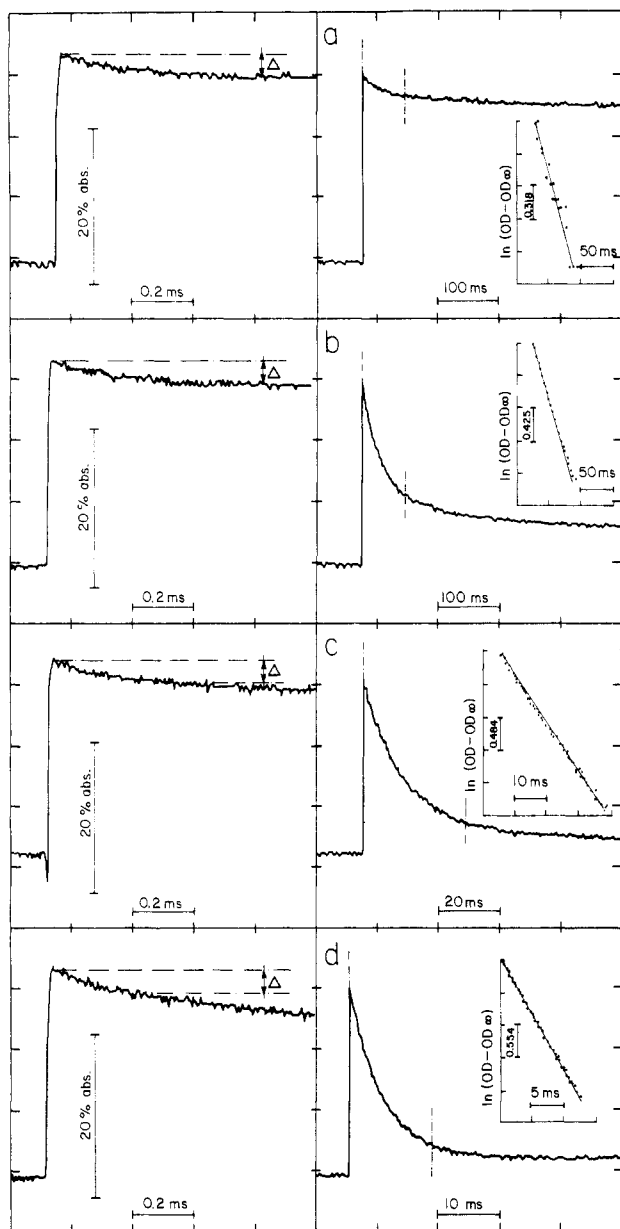 a
Δ
20% abs.
0.2 ms
ln (OD-OD∞)
0.318
50 ms
100 ms
b
Δ
20% abs.
0.2 ms
ln (OD-OD∞)
0.425
50 ms
100 ms
c
Δ
20% abs.
0.2 ms
ln (OD-OD∞)
0.484
10 ms
20 ms
d
Δ
20% abs.
0.2 ms
ln (OD-OD∞)
0.554
5 ms
10 ms